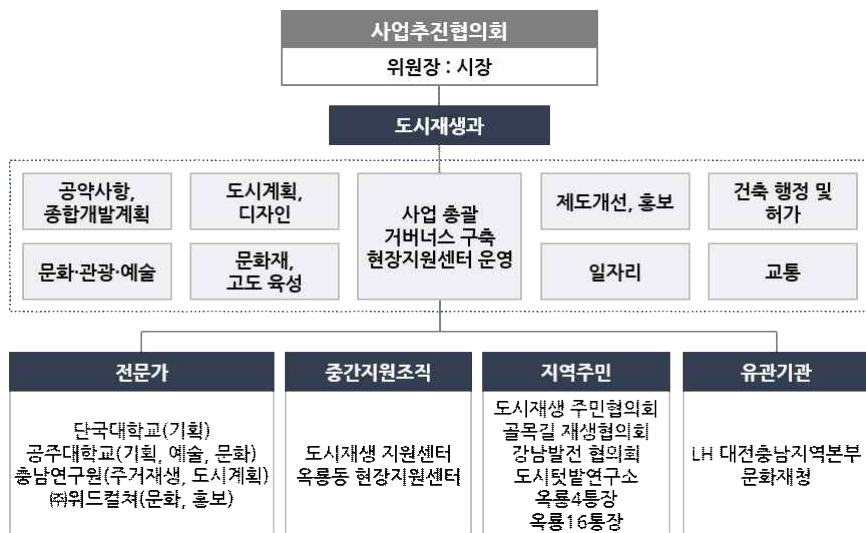 사업추진협의회
위원장 : 시장
도시재생과
공약사항,
종합개발계획
도시계획,
디자인
사업 총괄
거버넌스 구축
현장지원센터 운영
제도개선, 홍보
건축 행정 및
허가
문화·관광·예술
문화재,
고도 육성
일자리
교통
전문가
단국대학교(기획)
공주대학교(기획, 예술, 문화)
충남연구원(주거재생, 도시계획)
㈜위드컬쳐(문화, 홍보)
중간지원조직
도시재생 지원센터
옥룡동 현장지원센터
지역주민
도시재생 주민협의회
골목길 재생협의회
강남발전 협의회
도시텃밭연구소
옥룡4통장
옥룡16통장
유관기관
LH 대전충남지역본부
문화재청